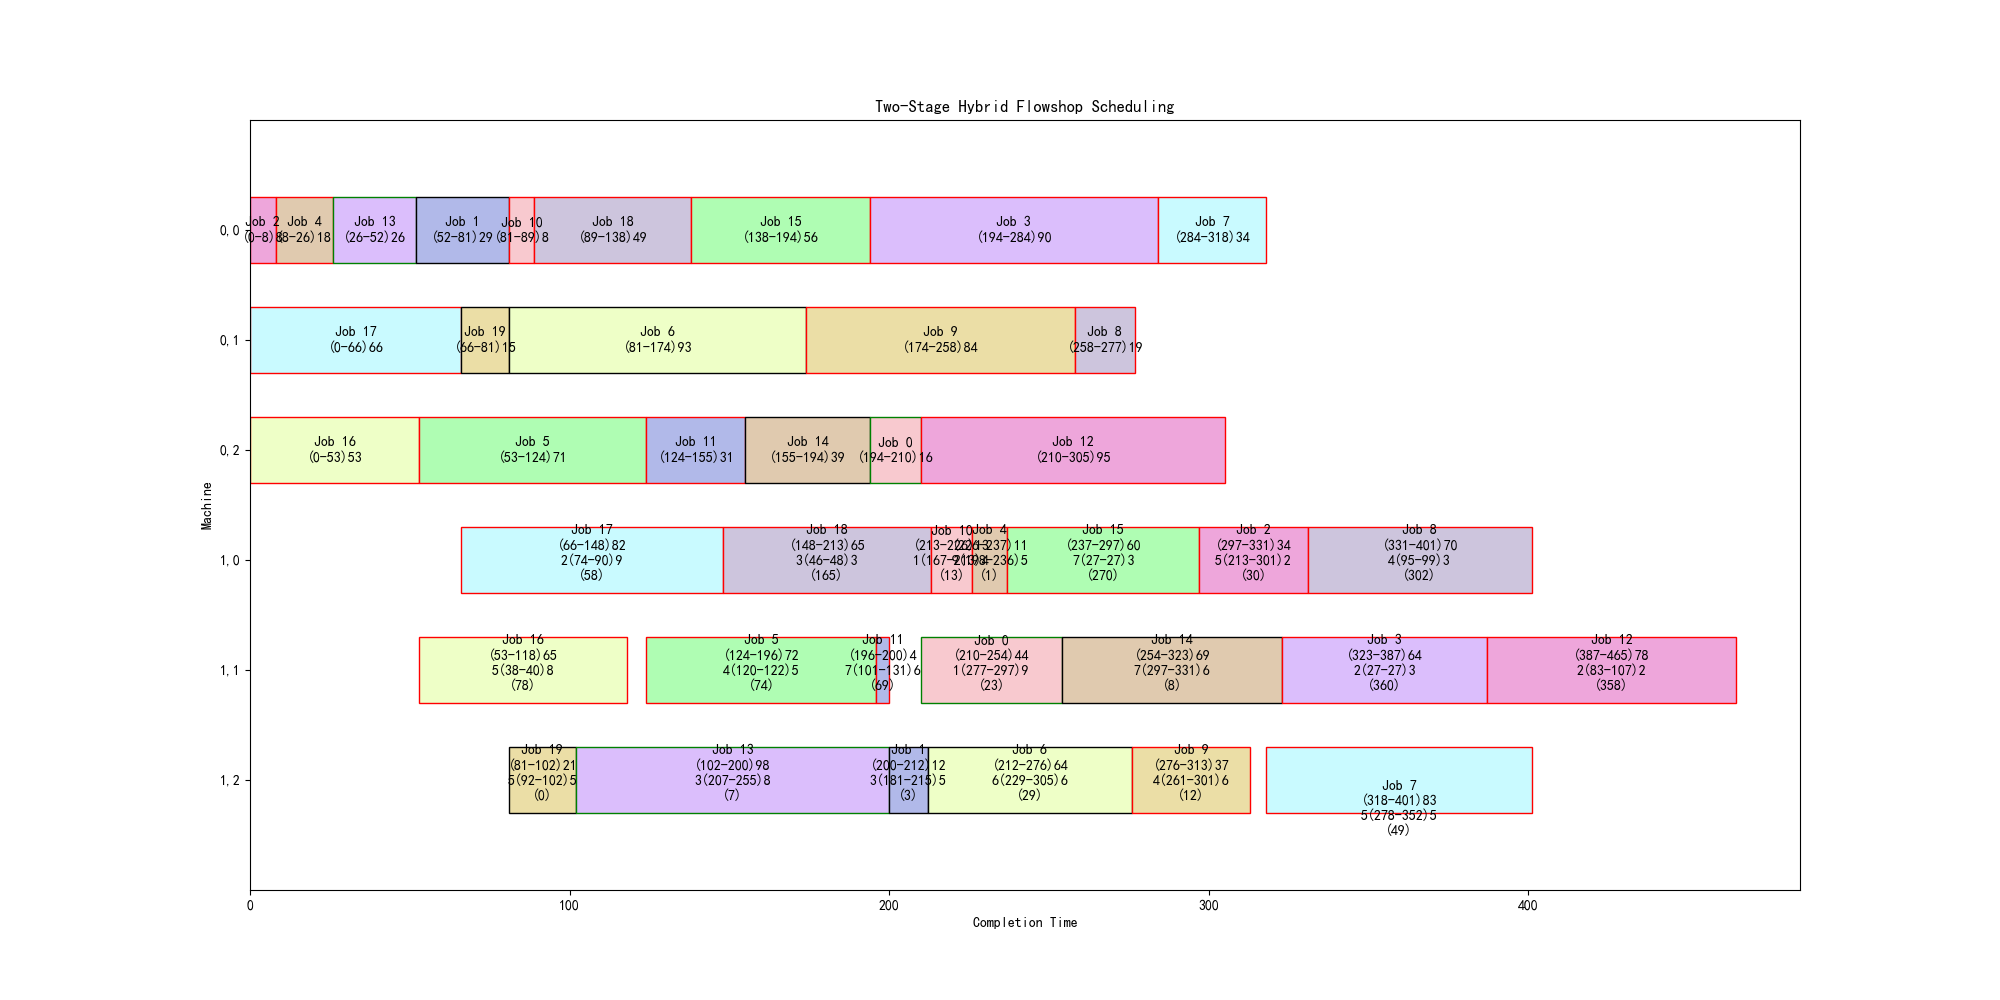 Two-Stage Hybrid Flowshop Scheduling
0,0
Job 2
(0-8)8
Job 4
(8-26)18
Job 13
(26-52)26
Job 1
(52-81)29
Job 10
(81-89)8
Job 18
(89-138)49
Job 15
(138-194)56
Job 3
(194-284)90
Job 7
(284-318)34
0,1
Job 17
(0-66)66
Job 19
(66-81)15
Job 6
(81-174)93
Job 9
(174-258)84
Job 8
(258-277)19
0,2
Job 16
(0-53)53
Job 5
(53-124)71
Job 11
(124-155)31
Job 14
(155-194)39
Job 0
(194-210)16
Job 12
(210-305)95
Machine
1,0
Job 17
(66-148)82
2(74-90)9
(58)
Job 18
(148-213)65
3(46-48)3
(165)
Job 10
(213-226)13
(13)
Job 4
(226-237)11
(1)
Job 15
(237-297)60
7(27-27)3
(270)
Job 2
(297-331)34
5(213-301)2
(30)
Job 8
(331-401)70
4(95-99)3
(302)
1,1
Job 16
(53-118)65
5(38-40)8
(78)
Job 5
(124-196)72
4(120-122)5
(74)
Job 11
(196-200)4
7(101-131)6
(69)
Job 0
(210-254)44
1(277-297)9
(23)
Job 14
(254-323)69
7(297-331)6
(8)
Job 3
(323-387)64
2(27-27)3
(360)
Job 12
(387-465)78
2(83-107)2
(358)
1,2
Job 19
(81-102)21
5(92-102)5
(0)
Job 13
(102-200)98
3(207-255)8
(7)
Job 1
(200-212)12
3(181-215)5
(3)
Job 6
(212-276)64
6(229-305)6
(29)
Job 9
(276-313)37
4(261-301)6
(12)
Job 7
(318-401)83
5(278-352)5
(49)
0
100
200
300
400
Completion Time